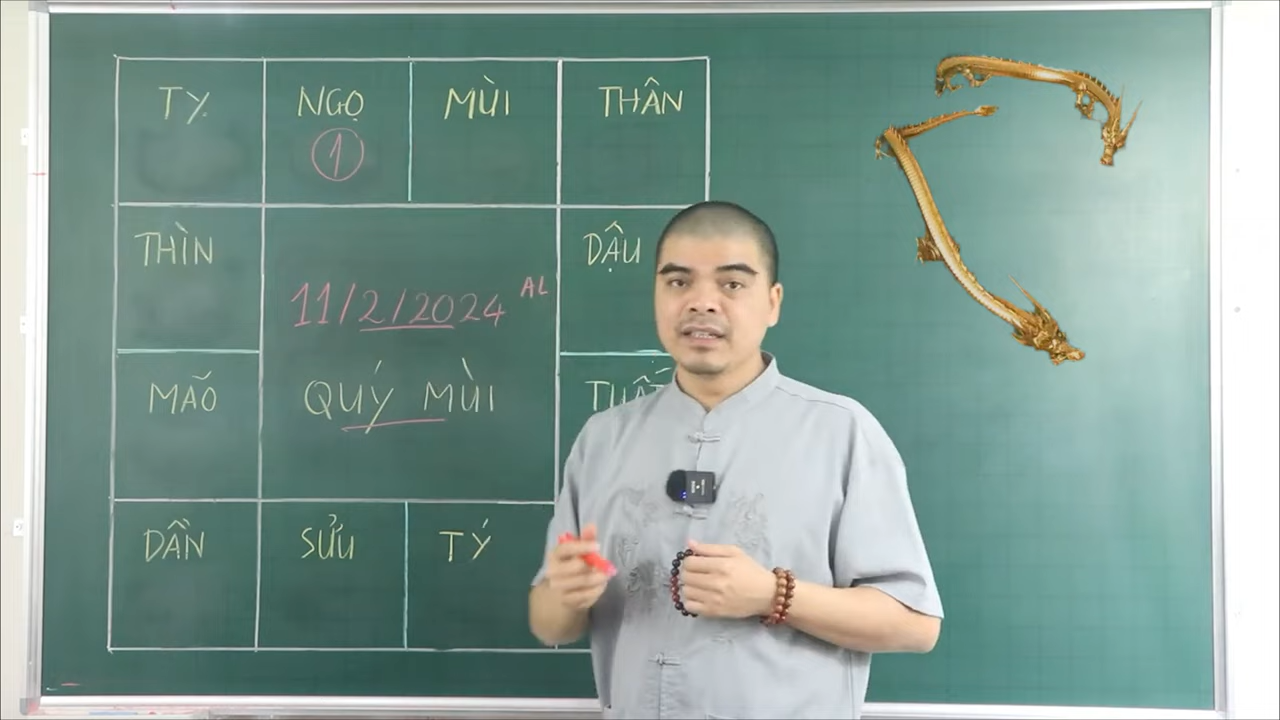 TỴ NGỌ MÙI THÂN
1
THÌN DẬU
11/2/2024 AL
MÃO QUÝ MÙI
DẦN SỬU TÝ